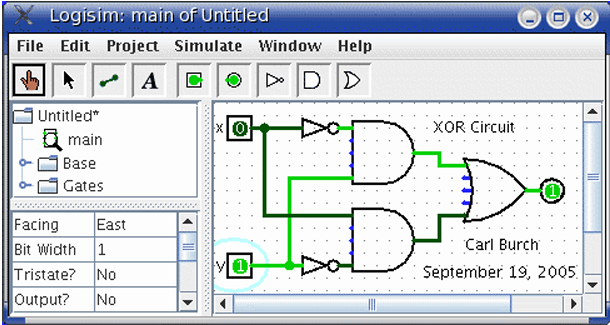 Logisim: main of Untitled
File Edit Project Simulate Window Help
A
Untitled*
main
Base
Gates
Facing East
Bit Width 1
Tristate? No
Output? No
x 0
XOR Circuit
1
y 1
Carl Burch
September 19, 2005